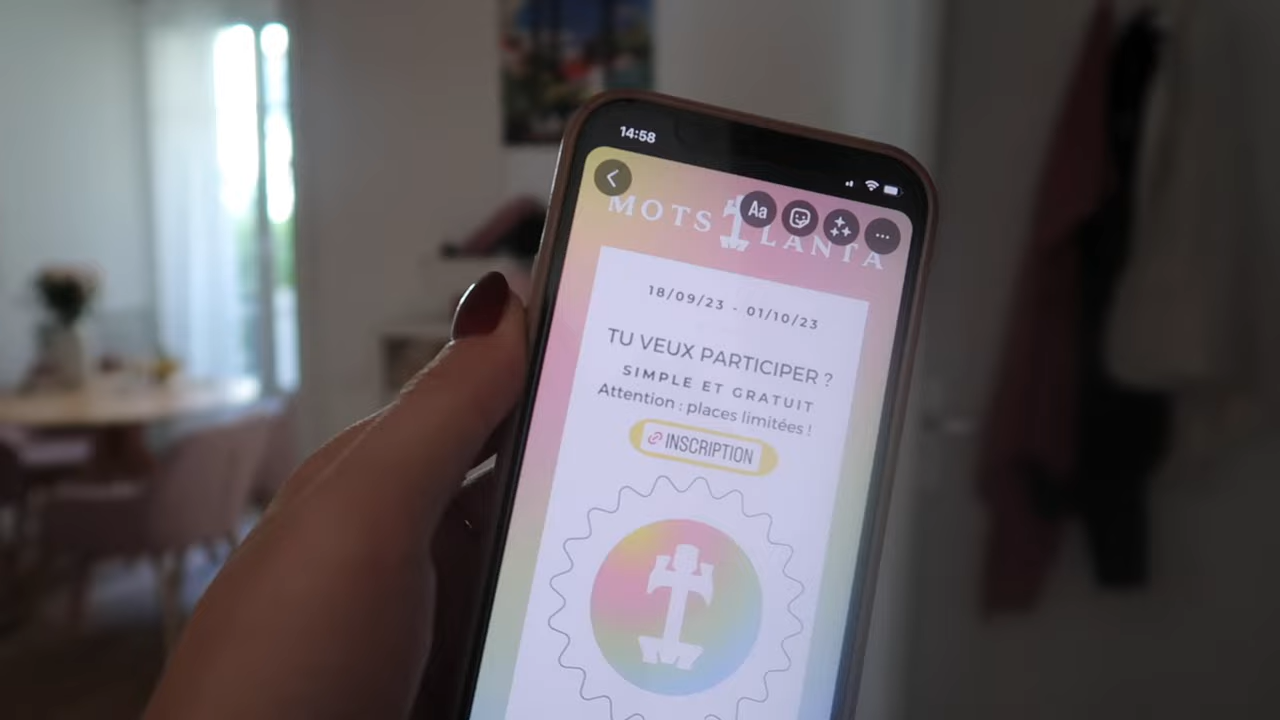 14:58
Aa
MOTS LANTA
18/09/23 - 01/10/23
TU VEUX PARTICIPER ?
SIMPLE ET GRATUIT
Attention : places limitées !
INSCRIPTION